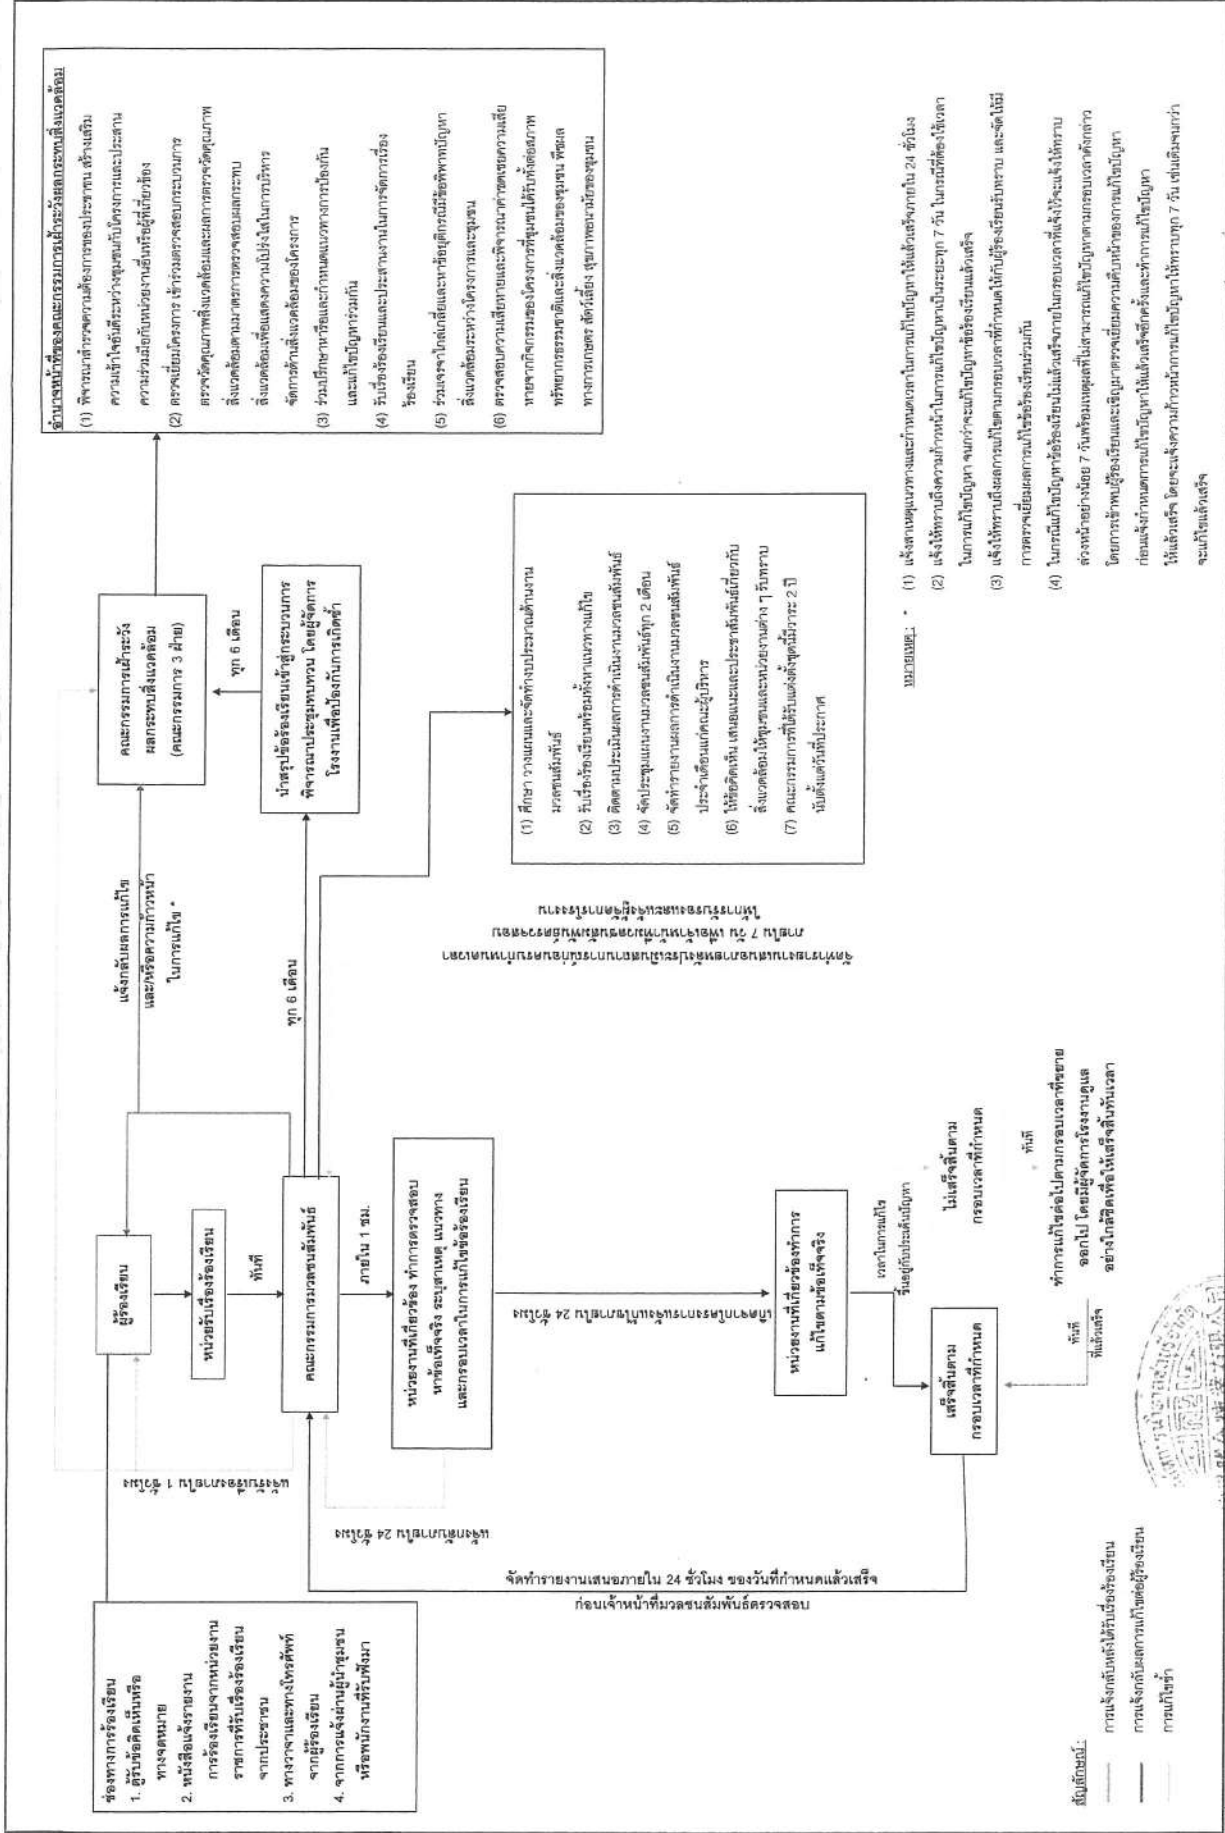 ช่องทางการร้องเรียน
1. ตู้รับข้อคิดเห็นหรือ
ทางจดหมาย
2. หนังสือแจ้งรายงาน
การร้องเรียนจากหน่วยงาน
ราชการที่รับเรื่องร้องเรียน
จากประชาชน
3. ทางวาจาและทางโทรศัพท์
จากผู้ร้องเรียน
4. จากการแจ้งผ่านผู้นำชุมชน
หรือพนักงานที่รับฟังมา
ผู้ร้องเรียน
หน่วยรับเรื่องร้องเรียน
ทันที
คณะกรรมการมวลชนสัมพันธ์
ภายใน 1 ชม.
แจ้งรับเรื่องภายใน 1 ชั่วโมง
แจ้งกลับภายใน 24 ชั่วโมง
หน่วยงานที่เกี่ยวข้อง ทำการตรวจสอบ
หาข้อเท็จจริง ระบุสาเหตุ แนวทาง
และกรอบเวลาในการแก้ไขข้อร้องเรียน
เกิดจากโครงการแจ้งแผนแก้ไขภายใน 24 ชั่วโมง
หน่วยงานที่เกี่ยวข้องทำการ
แก้ไขตามข้อเท็จจริง
เวลาในการแก้ไข
ขึ้นอยู่กับประเด็นปัญหา
เสร็จสิ้นตาม
กรอบเวลาที่กำหนด
ไม่เสร็จสิ้นตาม
กรอบเวลาที่กำหนด
ทันที
ทำการแก้ไขต่อไปตามกรอบเวลาที่ขยาย
ออกไป โดยมีผู้จัดการโรงงานดูแล
อย่างใกล้ชิดเพื่อให้เสร็จสิ้นทันเวลา
ทันที
ที่แล้วเสร็จ
จัดทำรายงานเสนอภายใน 24 ชั่วโมง ของวันที่กำหนดแล้วเสร็จ
ก่อนเจ้าหน้าที่มวลชนสัมพันธ์ตรวจสอบ
แจ้งกลับผลการแก้ไข
และ/หรือความก้าวหน้า
ในการแก้ไข *
ทุก 6 เดือน
คณะกรรมการเฝ้าระวัง
ผลกระทบสิ่งแวดล้อม
(คณะกรรมการ 3 ฝ่าย)
ทุก 6 เดือน
นำสรุปข้อร้องเรียนเข้าสู่กระบวนการ
พิจารณาประชุมทบทวน โดยผู้จัดการ
โรงงานเพื่อป้องกันการเกิดซ้ำ
ภายใน 7 วัน เพื่อเจ้าหน้าที่มวลชนสัมพันธ์ตรวจสอบ
ให้การรับรองและแจ้งผู้จัดการโรงงาน
(1) ศึกษา วางแผนและจัดทำงบประมาณด้านงาน
มวลชนสัมพันธ์
(2) รับเรื่องร้องเรียนพร้อมทั้งหาแนวทางแก้ไข
(3) ติดตามประเมินผลการดำเนินงานมวลชนสัมพันธ์
(4) จัดประชุมแผนงานมวลชนสัมพันธ์ทุก 2 เดือน
(5) จัดทำรายงานผลการดำเนินงานมวลชนสัมพันธ์
ประจำเดือนแก่คณะผู้บริหาร
(6) ให้ข้อคิดเห็น เสนอแนะและประชาสัมพันธ์เกี่ยวกับ
สิ่งแวดล้อมให้ชุมชนและหน่วยงานต่าง ๆ รับทราบ
(7) คณะกรรมการที่ได้รับแต่งตั้งชุดนี้มีวาระ 2 ปี
นับตั้งแต่วันที่ประกาศ
อำนาจหน้าที่ของคณะกรรมการเฝ้าระวังผลกระทบสิ่งแวดล้อม
(1) พิจารณาสำรวจความต้องการของประชาชน สร้างเสริม
ความเข้าใจอันดีระหว่างชุมชนกับโครงการและประสาน
ความร่วมมือกับหน่วยงานอื่นหรือผู้ที่เกี่ยวข้อง
(2) ตรวจเยี่ยมโครงการ เข้าร่วมตรวจสอบกระบวนการ
ตรวจวัดคุณภาพสิ่งแวดล้อมและผลการตรวจวัดคุณภาพ
สิ่งแวดล้อมตามมาตรการตรวจสอบผลกระทบ
สิ่งแวดล้อมเพื่อแสดงความโปร่งใสในการบริหาร
จัดการด้านสิ่งแวดล้อมของโครงการ
(3) ร่วมปรึกษาหารือและกำหนดแนวทางการป้องกัน
และแก้ไขปัญหาร่วมกัน
(4) รับเรื่องร้องเรียนและประสานงานในการจัดการเรื่อง
ร้องเรียน
(5) ร่วมเจรจาไกล่เกลี่ยและหาข้อยุติกรณีมีข้อพิพาทปัญหา
สิ่งแวดล้อมระหว่างโครงการและชุมชน
(6) ตรวจสอบความเสียหายและพิจารณาค่าชดเชยความเสีย
หายจากกิจกรรมของโครงการที่ชุมชนได้รับทั้งต่อสภาพ
ทรัพยากรธรรมชาติและสิ่งแวดล้อมของชุมชน พืชผล
ทางการเกษตร สัตว์เลี้ยง สุขภาพอนามัยของชุมชน
หมายเหตุ : * (1) แจ้งสาเหตุแนวทางและกำหนดเวลาในการแก้ไขปัญหาให้แล้วเสร็จภายใน 24 ชั่วโมง
(2) แจ้งให้ทราบถึงความก้าวหน้าในการแก้ไขปัญหาเป็นระยะทุก 7 วัน ในกรณีที่ต้องใช้เวลา
ในการแก้ไขปัญหา จนกว่าจะแก้ไขปัญหาข้อร้องเรียนแล้วเสร็จ
(3) แจ้งให้ทราบถึงผลการแก้ไขตามกรอบเวลาที่กำหนดให้กับผู้ร้องเรียนรับทราบ และจัดให้มี
การตรวจเยี่ยมผลการแก้ไขข้อร้องเรียนร่วมกัน
(4) ในกรณีแก้ไขปัญหาข้อร้องเรียนไม่แล้วเสร็จภายในกรอบเวลาที่แจ้งไว้จะแจ้งให้ทราบ
ล่วงหน้าอย่างน้อย 7 วันพร้อมเหตุผลที่ไม่สามารถแก้ไขปัญหาตามกรอบเวลาดังกล่าว
โดยการเข้าพบผู้ร้องเรียนและเชิญมาตรวจเยี่ยมความคืบหน้าของการแก้ไขปัญหา
ก่อนแจ้งกำหนดการแก้ไขปัญหาให้แล้วเสร็จอีกครั้งและทำการแก้ไขปัญหา
ให้แล้วเสร็จ โดยจะแจ้งความก้าวหน้าการแก้ไขปัญหาให้ทราบทุก 7 วัน เช่นเดิมจนกว่า
จะแก้ไขแล้วเสร็จ
สัญลักษณ์ :
การแจ้งกลับหลังได้รับเรื่องร้องเรียน
การแจ้งกลับผลการแก้ไขต่อผู้ร้องเรียน
การแก้ไขซ้ำ